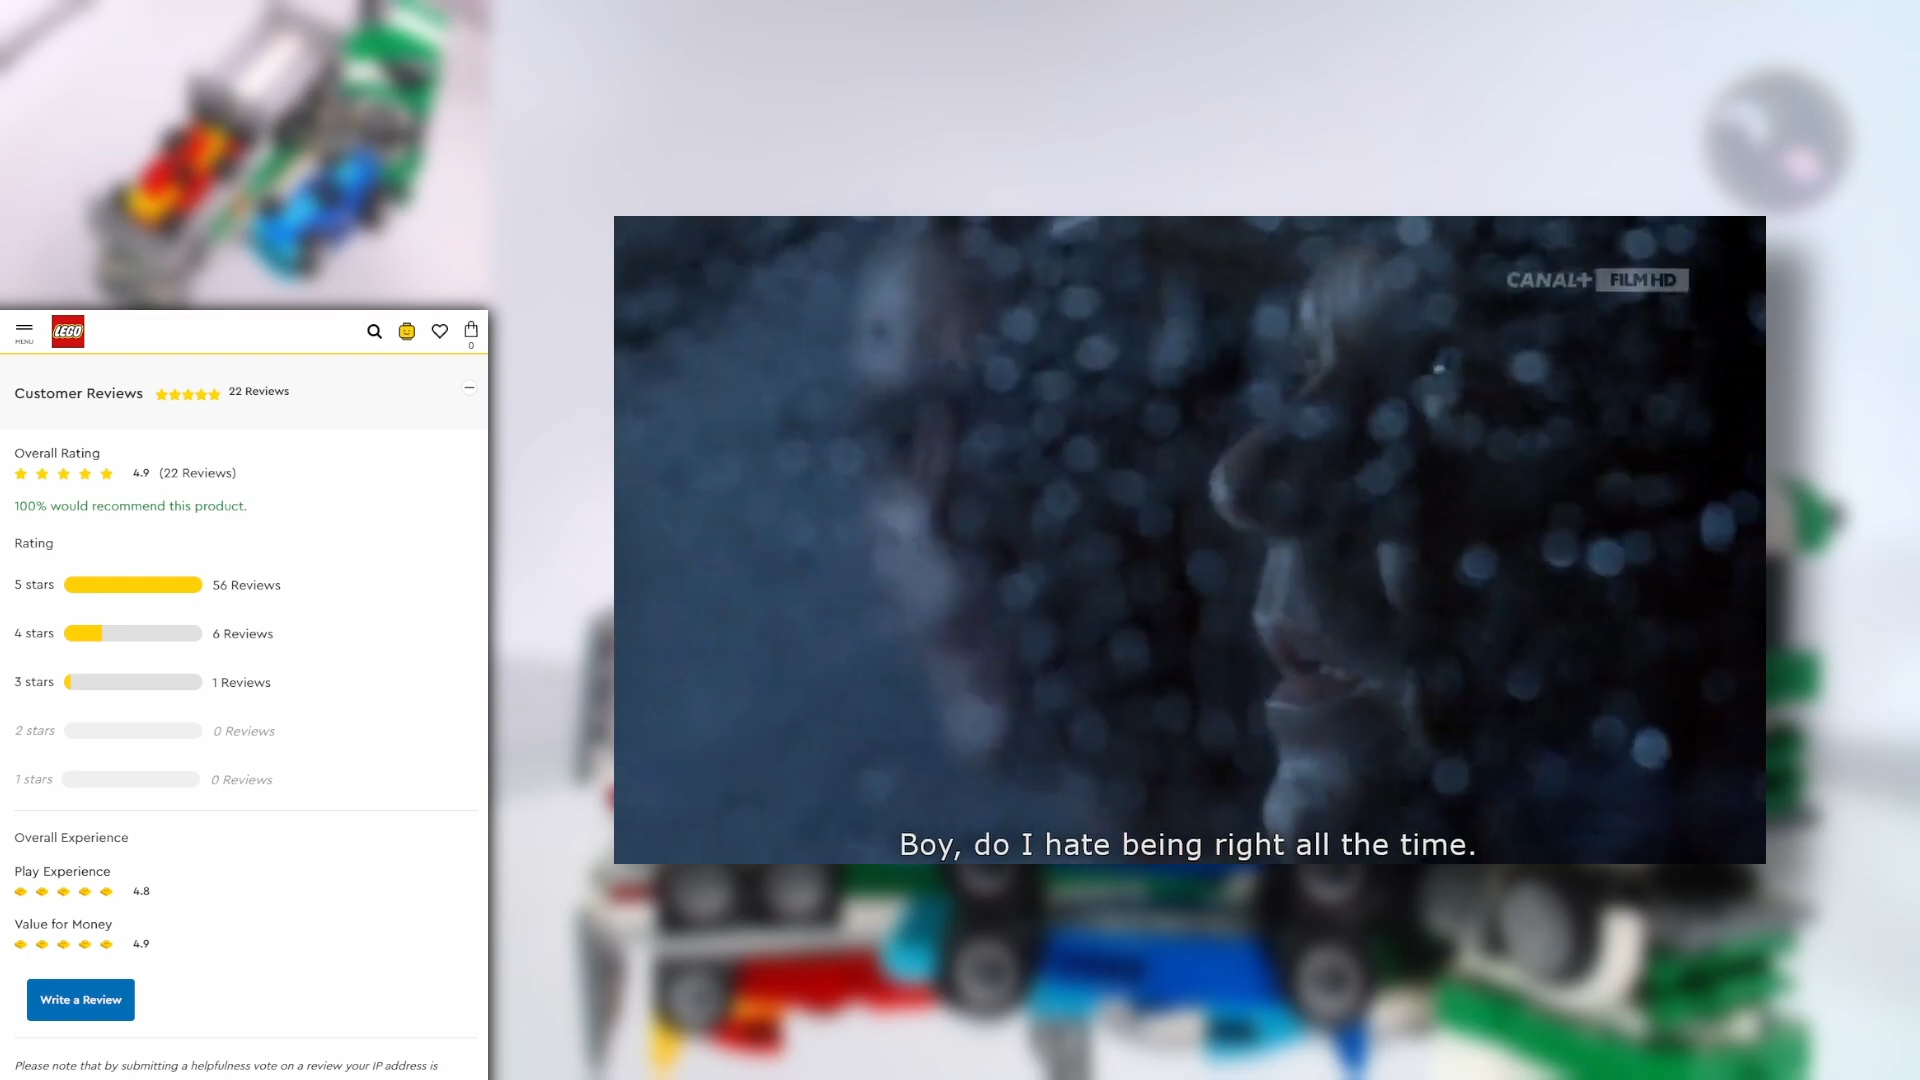 MENU
LEGO
0
Customer Reviews
22 Reviews
Overall Rating
4.9 (22 Reviews)
100% would recommend this product.
Rating
5 stars 56 Reviews
4 stars 6 Reviews
3 stars 1 Reviews
2 stars 0 Reviews
1 stars 0 Reviews
Overall Experience
Play Experience
4.8
Value for Money
4.9
Write a Review
Please note that by submitting a helpfulness vote on a review your IP address is
CANAL+ FILM HD
Boy, do I hate being right all the time.